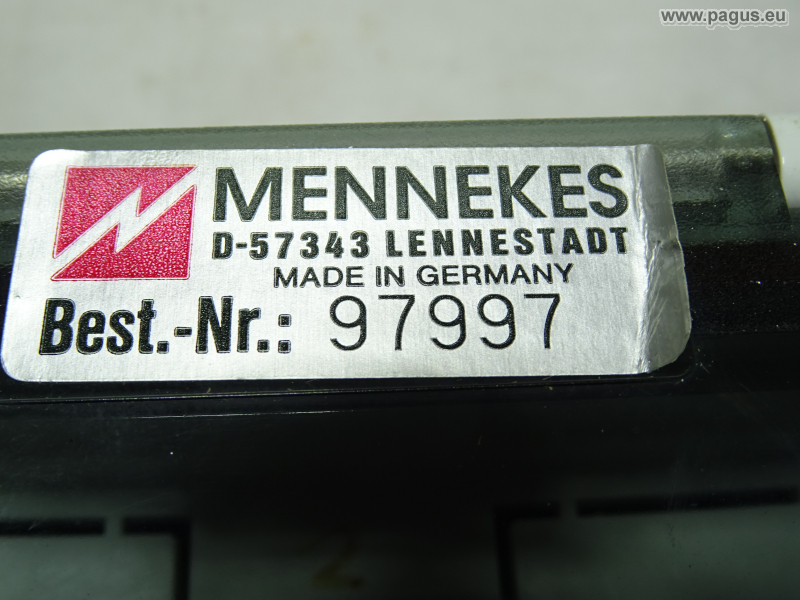 www.pagus.eu
MENNEKES
D-57343 LENNESTADT
MADE IN GERMANY
Best.-Nr.: 97997